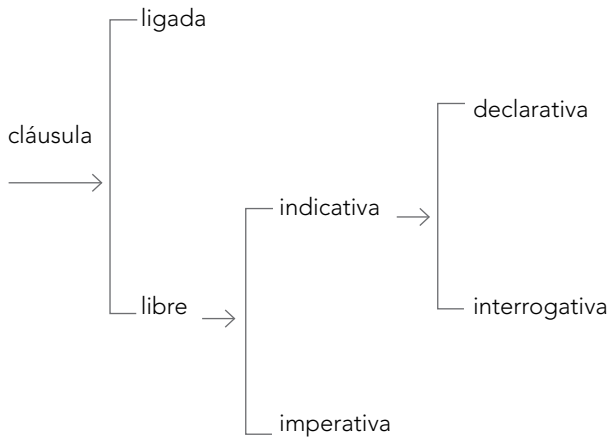 ligada
cláusula
declarativa
indicativa
libre
interrogativa
imperativa